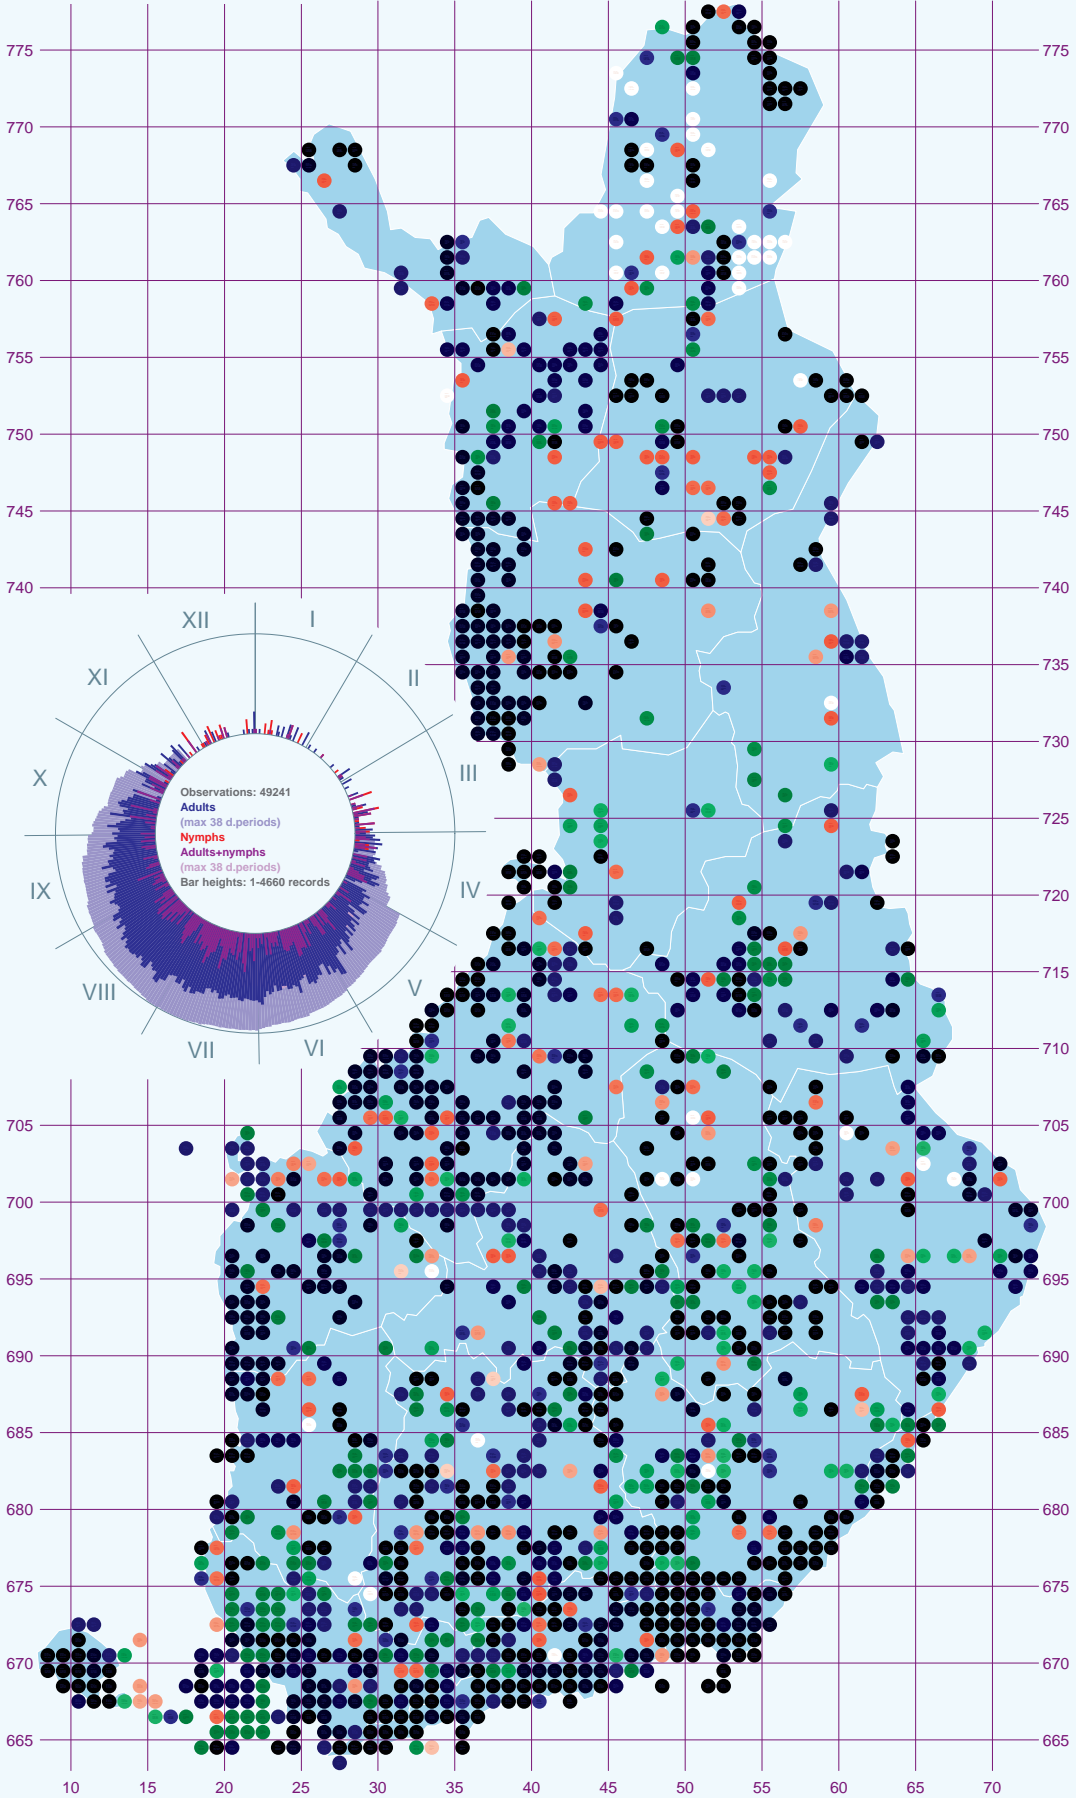 775 775
770 770
765 765
760 760
755 755
750 750
745 745
740 740
XII I
XI II
735 735
730
X III
Observations: 49241
Adults
(max 38 d.periods)
Nymphs
Adults+nymphs
(max 38 d.periods)
Bar heights: 1-4660 records
725
IX IV
720
VIII V
715
VII VI
710
705 705
700 700
695 695
690 690
685 685
680 680
675 675
670 670
665 665
10 15 20 25 30 35 40 45 50 55 60 65 70